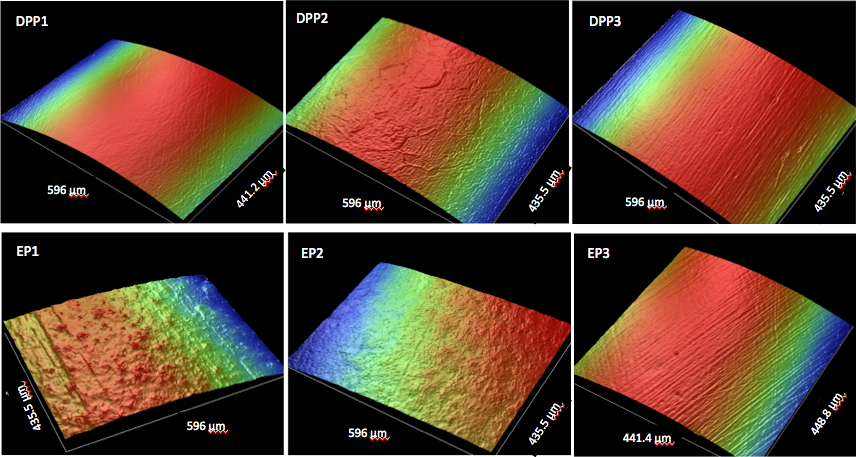 DPP1
DPP2
DPP3
596 µm
441.2 µm
596 µm
435.5 µm
596 µm
435.5 µm
EP1
EP2
EP3
435.5 µm
596 µm
596 µm
435.5 µm
441.4 µm
448.8 µm